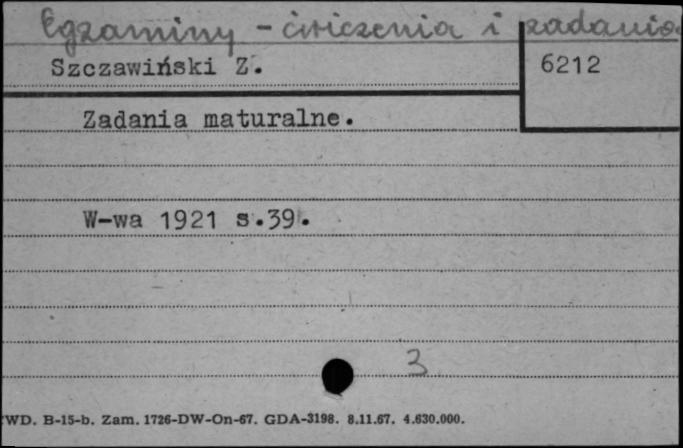 Egzaminy - ćwiczenia i zadania
Szczawiński Z.
6212
Zadania maturalne.
W-wa 1921 s.39.
3
WD. B-15-b. Zam. 1726-DW-On-67. GDA-3198. 8.11.67. 4.630.000.